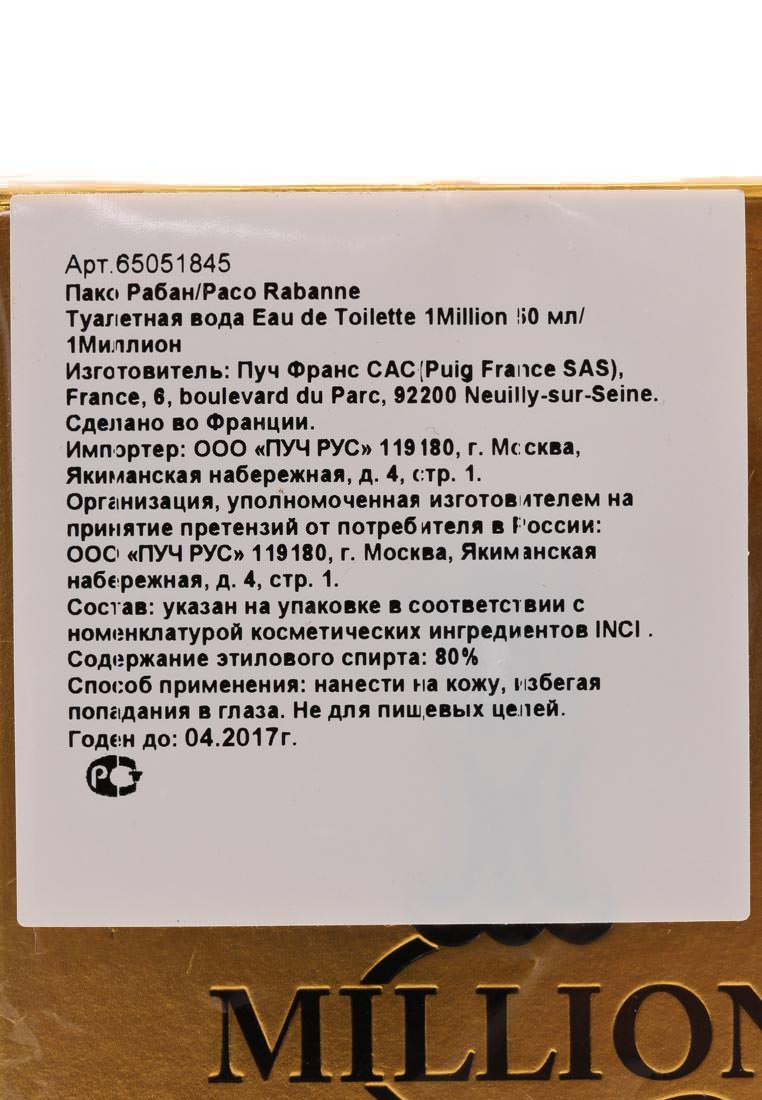 Арт.65051845
Пако Рабан/Paco Rabanne
Туалетная вода Eau de Toilette 1Million 50 мл/
1Миллион
Изготовитель: Пуч Франс САС(Puig France SAS),
France, 6, boulevard du Parc, 92200 Neuilly-sur-Seine.
Сделано во Франции.
Импортер: ООО «ПУЧ РУС» 119180, г. Москва,
Якиманская набережная, д. 4, стр. 1.
Организация, уполномоченная изготовителем на
принятие претензий от потребителя в России:
ООО «ПУЧ РУС» 119180, г. Москва, Якиманская
набережная, д. 4, стр. 1.
Состав: указан на упаковке в соответствии с
номенклатурой косметических ингредиентов INCI .
Содержание этилового спирта: 80%
Способ применения: нанести на кожу, избегая
попадания в глаза. Не для пищевых целей.
Годен до: 04.2017г.
РСТ
MILLION